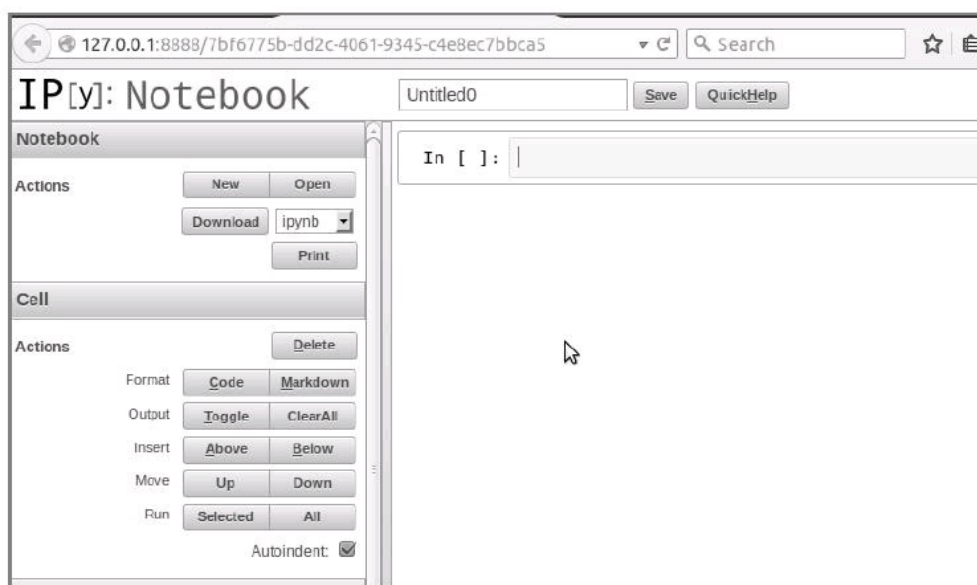 127.0.0.1:8888/7bf6775b-dd2c-4061-9345-c4e8ec7bbca5 Search
IP[y]: Notebook Untitled0 Save QuickHelp
Notebook
In [ ]:
Actions New Open
Download ipynb
Print
Cell
Actions Delete
Format Code Markdown
Output Toggle ClearAll
Insert Above Below
Move Up Down
Run Selected All
Autoindent: